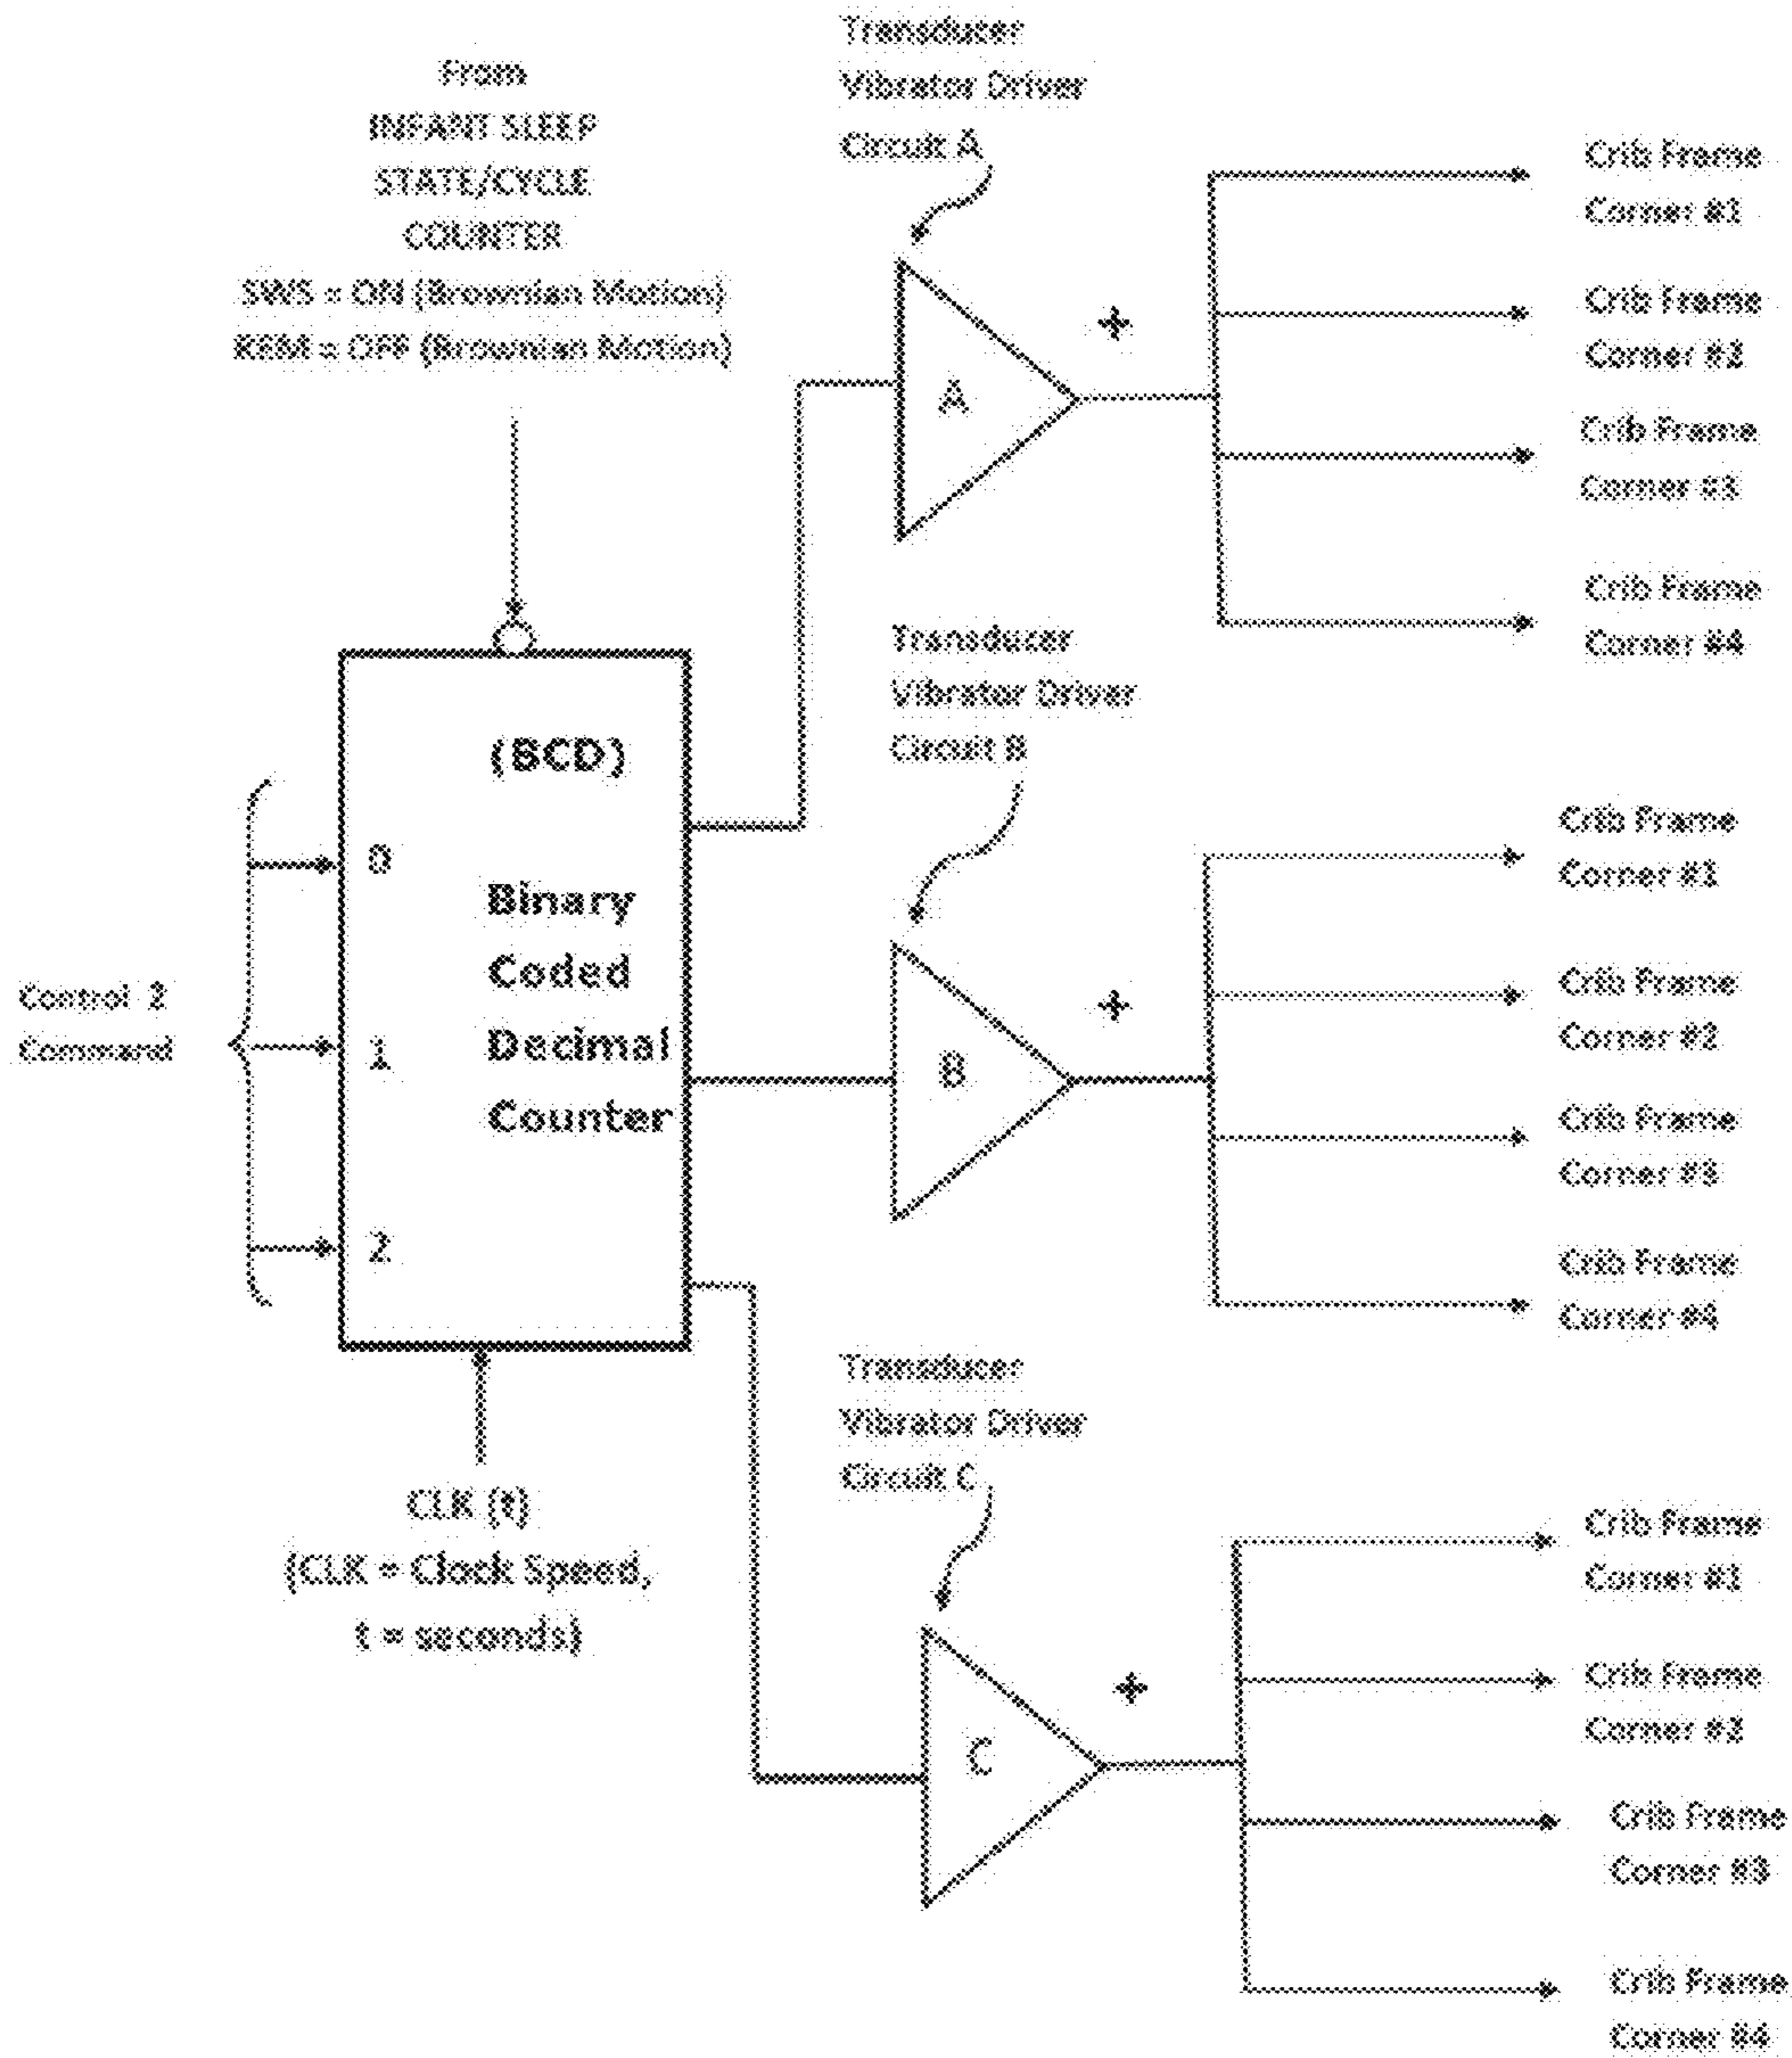 From
INFANT SLEEP
STATE/CYCLE
COUNTER
SWS = ON (Brownian Motion)
REM = OFF (Brownian Motion)
Transducer
Vibrator Driver
Circuit A
A
+
Crib Frame
Corner #1
Crib Frame
Corner #2
Crib Frame
Corner #3
Crib Frame
Corner #4
Control 2
Command
0
1
2
(BCD)
Binary
Coded
Decimal
Counter
CLK (t)
(CLK = Clock Speed,
t = seconds)
Transducer
Vibrator Driver
Circuit B
B
+
Crib Frame
Corner #1
Crib Frame
Corner #2
Crib Frame
Corner #3
Crib Frame
Corner #4
Transducer
Vibrator Driver
Circuit C
C
+
Crib Frame
Corner #1
Crib Frame
Corner #2
Crib Frame
Corner #3
Crib Frame
Corner #4